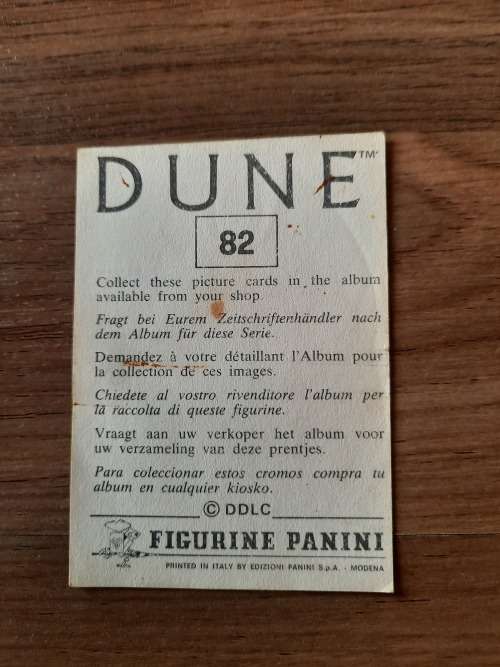 DUNE™
82
Collect these picture cards in the album
available from your shop.
Fragt bei Eurem Zeitschriftenhändler nach
dem Album für diese Serie.
Demandez à votre détaillant l'Album pour
la collection de ces images.
Chiedete al vostro rivenditore l'album per
la raccolta di queste figurine.
Vraagt aan uw verkoper het album voor
uw verzameling van deze prentjes.
Para coleccionar estos cromos compra tu
album en cualquier kiosko.
© DDLC
FIGURINE PANINI
PRINTED IN ITALY BY EDIZIONI PANINI S.p.A. - MODENA